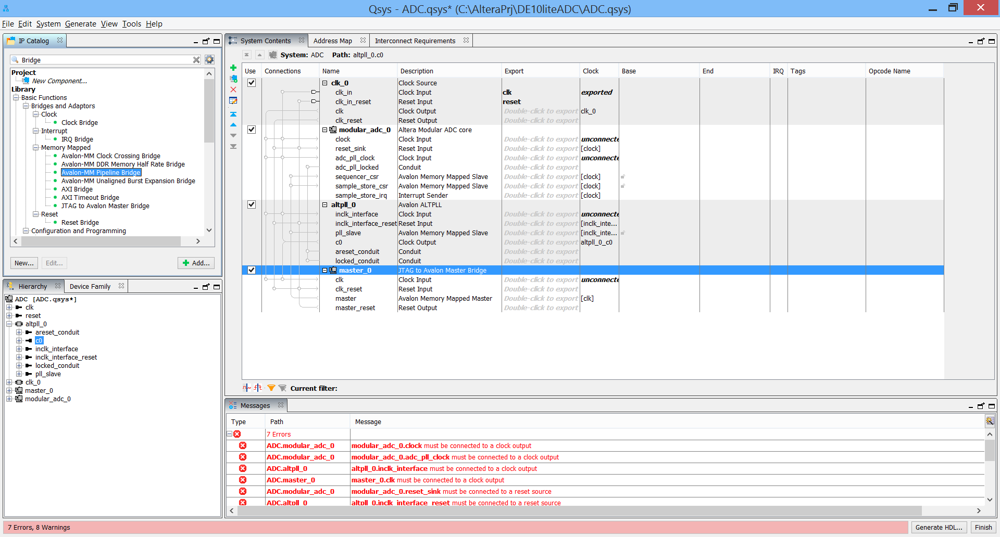 Qsys - ADC.qsys* (C:\AlteraPrj\DE10liteADC\ADC.qsys)
File Edit System Generate View Tools Help
IP Catalog
Bridge
Project
New Component...
Library
Basic Functions
Bridges and Adaptors
Clock
Clock Bridge
Interrupt
IRQ Bridge
Memory Mapped
Avalon-MM Clock Crossing Bridge
Avalon-MM DDR Memory Half Rate Bridge
Avalon-MM Pipeline Bridge
Avalon-MM Unaligned Burst Expansion Bridge
AXI Bridge
AXI Timeout Bridge
JTAG to Avalon Master Bridge
Reset
Reset Bridge
Configuration and Programming
New... Edit... Add...
Hierarchy Device Family
ADC [ADC.qsys*]
clk
reset
altpll_0
areset_conduit
c0
inclk_interface
inclk_interface_reset
locked_conduit
pll_slave
clk_0
master_0
modular_adc_0
System Contents Address Map Interconnect Requirements
System: ADC Path: altpll_0.c0
Use Connections Name Description Export Clock Base End IRQ Tags Opcode Name
clk_0 Clock Source
clk_in Clock Input clk exported
clk_in_reset Reset Input reset
clk Clock Output Double-click to export clk_0
clk_reset Reset Output Double-click to export
modular_adc_0 Altera Modular ADC core
clock Clock Input Double-click to export unconnecte
reset_sink Reset Input Double-click to export [clock]
adc_pll_clock Clock Input Double-click to export unconnecte
adc_pll_locked Conduit Double-click to export
sequencer_csr Avalon Memory Mapped Slave Double-click to export [clock]
sample_store_csr Avalon Memory Mapped Slave Double-click to export [clock]
sample_store_irq Interrupt Sender Double-click to export [clock]
altpll_0 Avalon ALTPLL
inclk_interface Clock Input Double-click to export unconnecte
inclk_interface_reset Reset Input Double-click to export [inclk_inte...
pll_slave Avalon Memory Mapped Slave Double-click to export [inclk_inte...
c0 Clock Output Double-click to export altpll_0_c0
areset_conduit Conduit Double-click to export
locked_conduit Conduit Double-click to export
master_0 JTAG to Avalon Master Bridge
clk Clock Input Double-click to export unconnecte
clk_reset Reset Input Double-click to export
master Avalon Memory Mapped Master Double-click to export [clk]
master_reset Reset Output Double-click to export
Current filter:
Messages
Type Path Message
7 Errors
ADC.modular_adc_0 modular_adc_0.clock must be connected to a clock output
ADC.modular_adc_0 modular_adc_0.adc_pll_clock must be connected to a clock output
ADC.altpll_0 altpll_0.inclk_interface must be connected to a clock output
ADC.master_0 master_0.clk must be connected to a clock output
ADC.modular_adc_0 modular_adc_0.reset_sink must be connected to a reset source
ADC.altpll_0 altpll_0.inclk_interface_reset must be connected to a reset source
7 Errors, 8 Warnings
Generate HDL... Finish